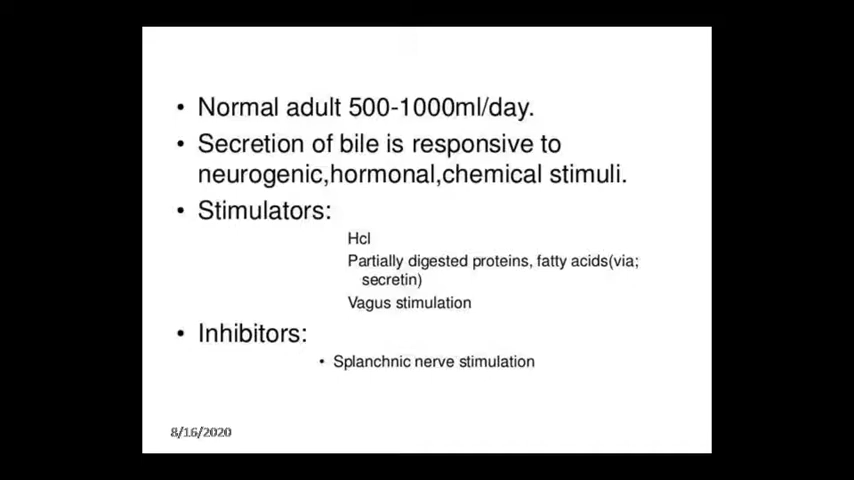 • Normal adult 500-1000ml/day.
• Secretion of bile is responsive to
neurogenic,hormonal,chemical stimuli.
• Stimulators:
Hcl
Partially digested proteins, fatty acids(via;
secretin)
Vagus stimulation
• Inhibitors:
• Splanchnic nerve stimulation
8/16/2020